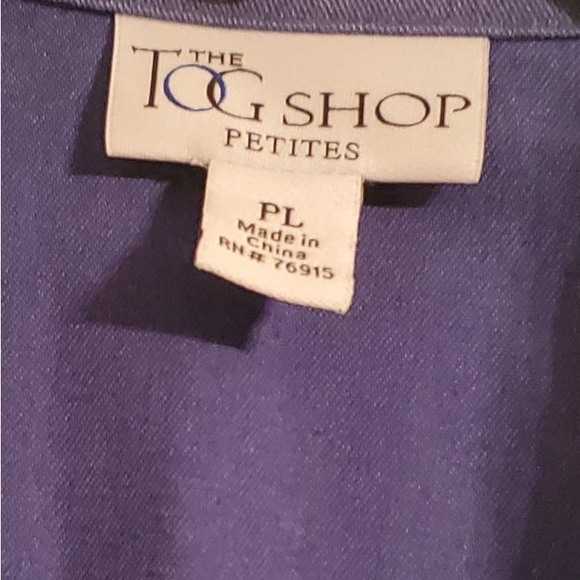 THE
TOG SHOP
PETITES
PL
Made in
China
RN# 76915